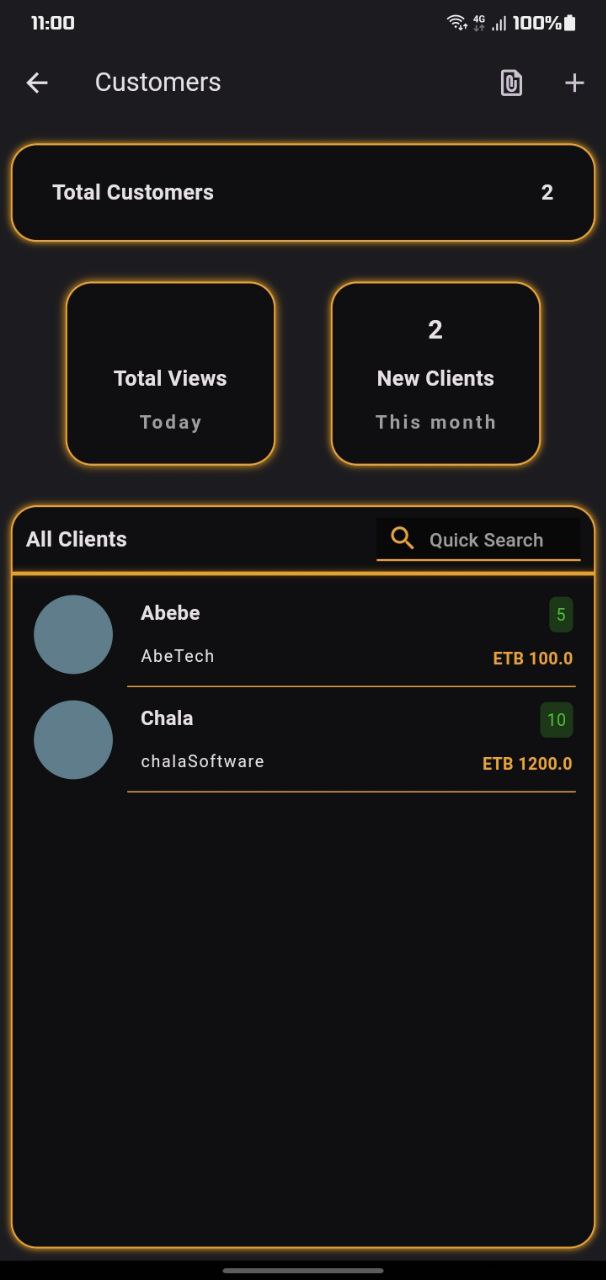 11:00 4G 100%
Customers
Total Customers 2
2
Total Views New Clients
Today This month
All Clients Quick Search
Abebe 5
AbeTech ETB 100.0
Chala 10
chalaSoftware ETB 1200.0